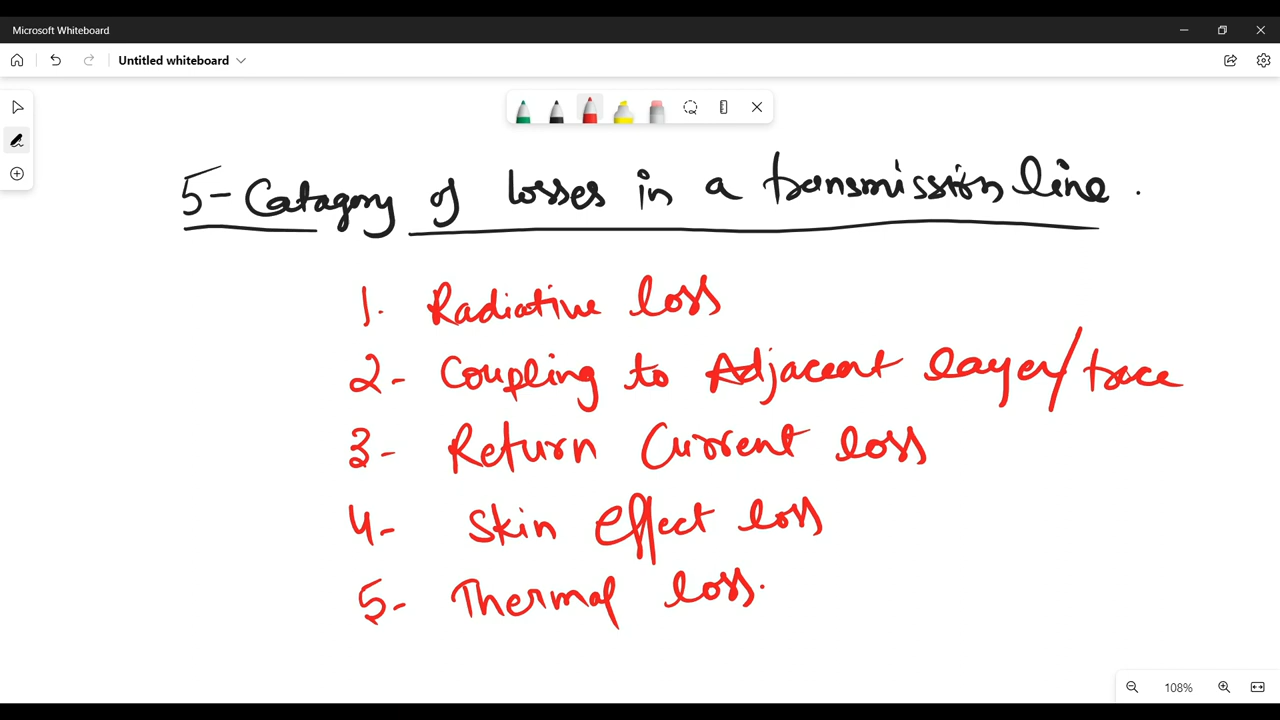 Microsoft Whiteboard
Untitled whiteboard
5-Catagory of losses in a transmission line.
1. Radiative loss
2- Coupling to Adjacent layer/trace
3- Return Current loss
4- Skin effect loss
5- Thermal loss.
108%